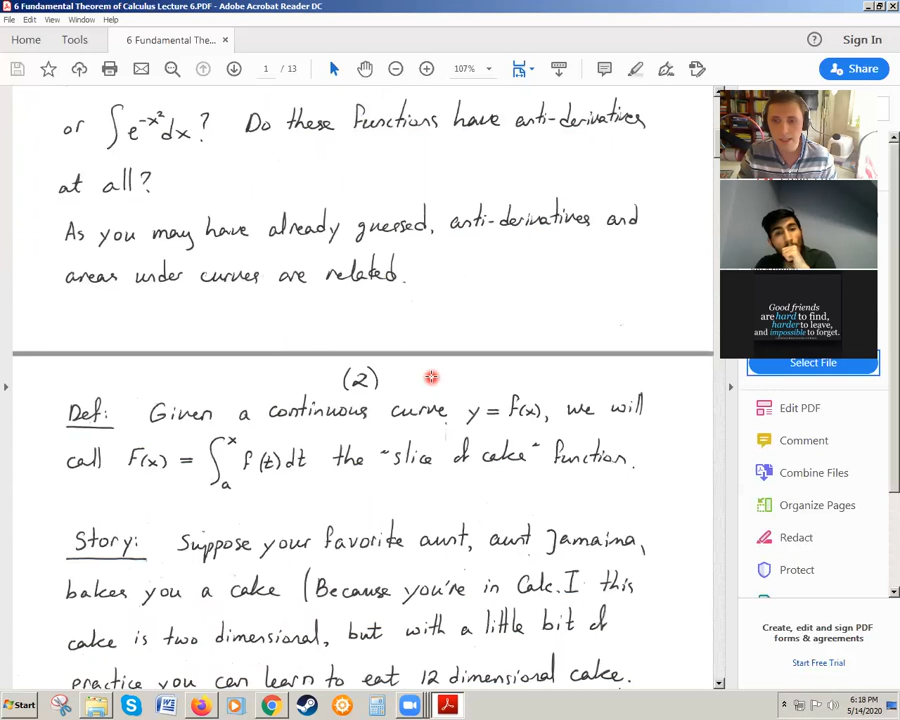 6 Fundamental Theorem of Calculus Lecture 6.PDF - Adobe Acrobat Reader DC
File Edit View Window Help
Home Tools 6 Fundamental The... × Sign In
1 / 13 107% Share
or ∫e^{-x²}dx? Do these functions have anti-derivatives
at all?
As you may have already guessed, anti-derivatives and
areas under curves are related.
(2)
Def: Given a continuous curve y = f(x), we will
call F(x) = ∫_a^x f(t)dt the "slice of cake" function.
Story: Suppose your favorite aunt, aunt Jamaima,
bakes you a cake (Because you're in Calc. I this
cake is two dimensional, but with a little bit of
practice you can learn to eat 12 dimensional cake.
Good friends
are hard to find,
harder to leave,
and impossible to forget.
Select File
Edit PDF
Comment
Combine Files
Organize Pages
Redact
Protect
Create, edit and sign PDF
forms & agreements
Start Free Trial
Start
6:18 PM
5/14/2020